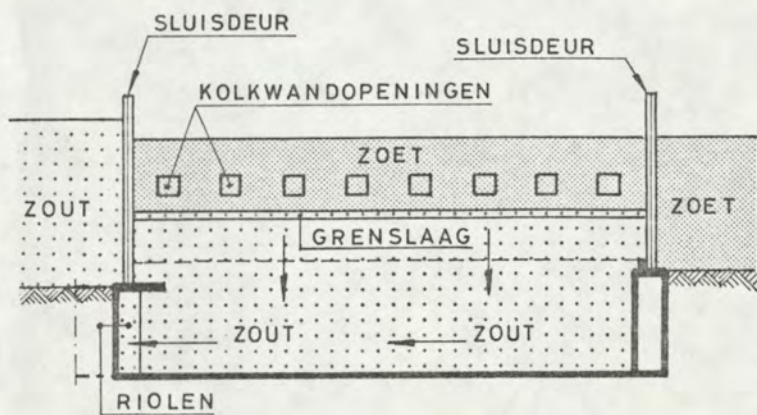 SLUISDEUR
SLUISDEUR
KOLKWANDOPENINGEN
ZOET
ZOUT
ZOET
GRENSLAAG
ZOUT
ZOUT
RIOLEN